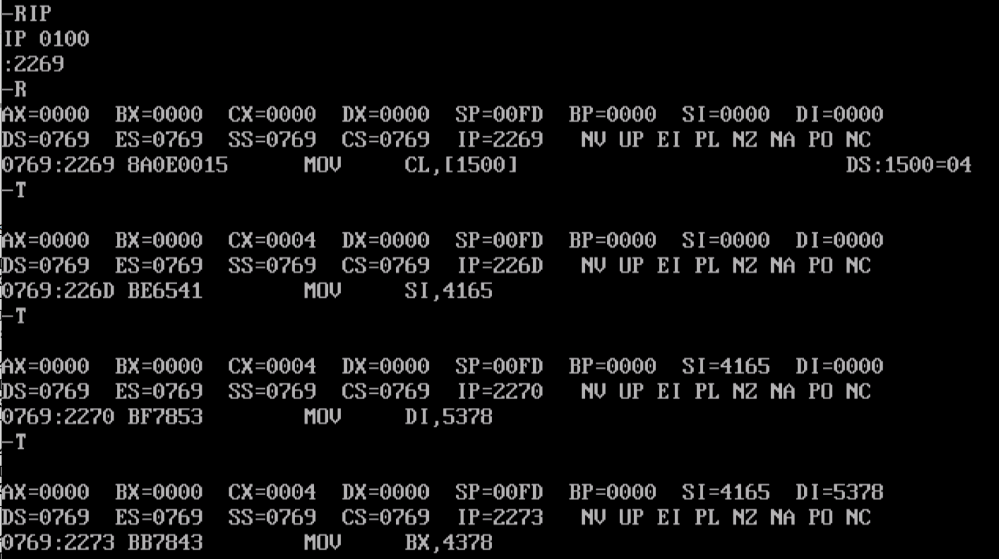 -RIP
IP 0100
:2269
-R
AX=0000 BX=0000 CX=0000 DX=0000 SP=00FD BP=0000 SI=0000 DI=0000
DS=0769 ES=0769 SS=0769 CS=0769 IP=2269 NV UP EI PL NZ NA PO NC
0769:2269 8A0E0015 MOV CL,[1500] DS:1500=04
-T
AX=0000 BX=0000 CX=0004 DX=0000 SP=00FD BP=0000 SI=0000 DI=0000
DS=0769 ES=0769 SS=0769 CS=0769 IP=226D NV UP EI PL NZ NA PO NC
0769:226D BE6541 MOV SI,4165
-T
AX=0000 BX=0000 CX=0004 DX=0000 SP=00FD BP=0000 SI=4165 DI=0000
DS=0769 ES=0769 SS=0769 CS=0769 IP=2270 NV UP EI PL NZ NA PO NC
0769:2270 BF7853 MOV DI,5378
-T
AX=0000 BX=0000 CX=0004 DX=0000 SP=00FD BP=0000 SI=4165 DI=5378
DS=0769 ES=0769 SS=0769 CS=0769 IP=2273 NV UP EI PL NZ NA PO NC
0769:2273 BB7843 MOV BX,4378